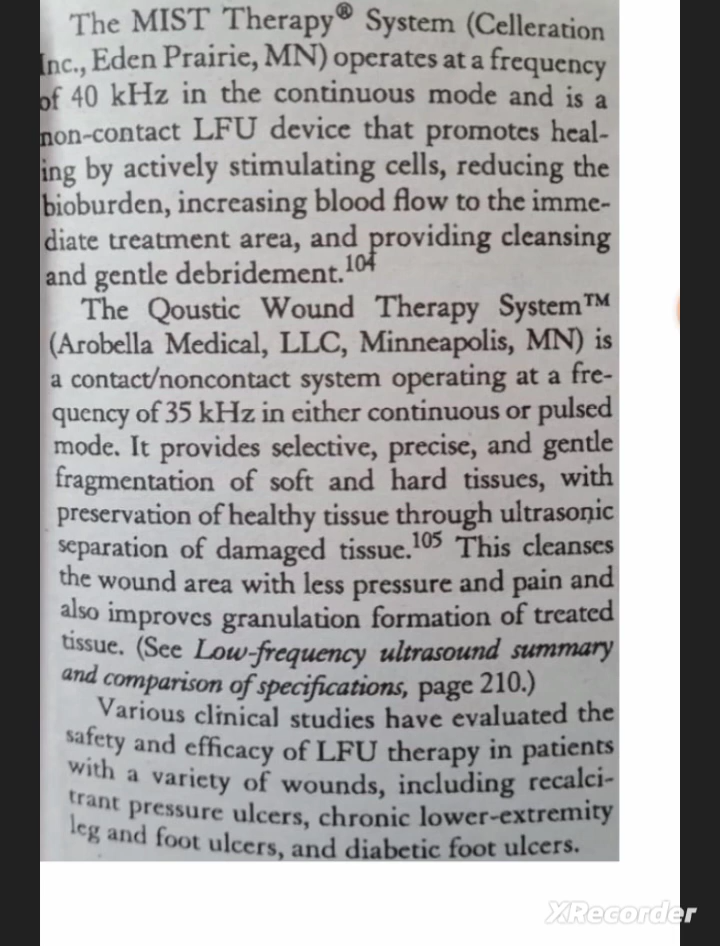 The MIST Therapy® System (Celleration
Inc., Eden Prairie, MN) operates at a frequency
of 40 kHz in the continuous mode and is a
non-contact LFU device that promotes heal-
ing by actively stimulating cells, reducing the
bioburden, increasing blood flow to the imme-
diate treatment area, and providing cleansing
and gentle debridement.104
The Qoustic Wound Therapy System™
(Arobella Medical, LLC, Minneapolis, MN) is
a contact/noncontact system operating at a fre-
quency of 35 kHz in either continuous or pulsed
mode. It provides selective, precise, and gentle
fragmentation of soft and hard tissues, with
preservation of healthy tissue through ultrasonic
separation of damaged tissue.105 This cleanses
the wound area with less pressure and pain and
also improves granulation formation of treated
tissue. (See Low-frequency ultrasound summary
and comparison of specifications, page 210.)
Various clinical studies have evaluated the
safety and efficacy of LFU therapy in patients
with a variety of wounds, including recalci-
trant pressure ulcers, chronic lower-extremity
leg and foot ulcers, and diabetic foot ulcers.
XRecorder